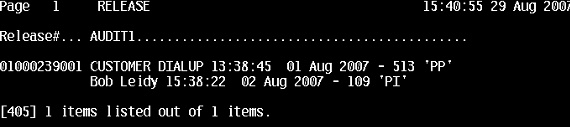 Page 1 RELEASE 15:40:55 29 Aug 2007
Release#... AUDIT1..........................................
01000239001 CUSTOMER DIALUP 13:38:45 01 Aug 2007 - 513 'PP'
Bob Leidy 15:38:22 02 Aug 2007 - 109 'PI'
[405] 1 items listed out of 1 items.